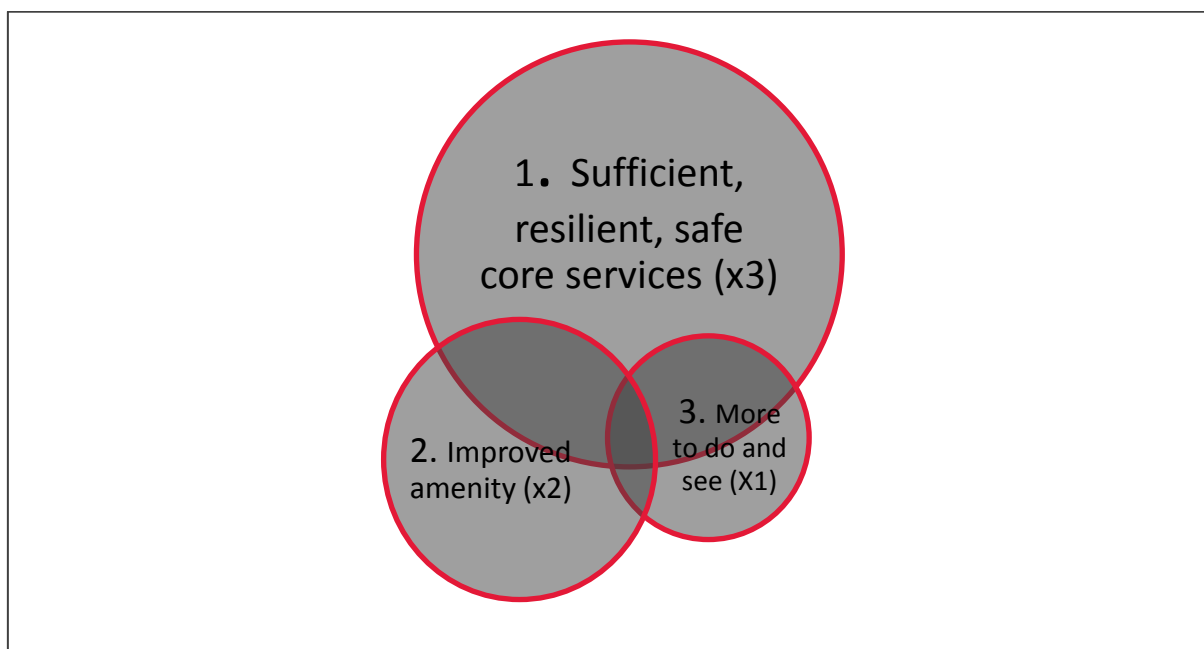 1. Sufficient,
resilient, safe
core services (x3)
2. Improved
amenity (x2)
3. More
to do and
see (X1)